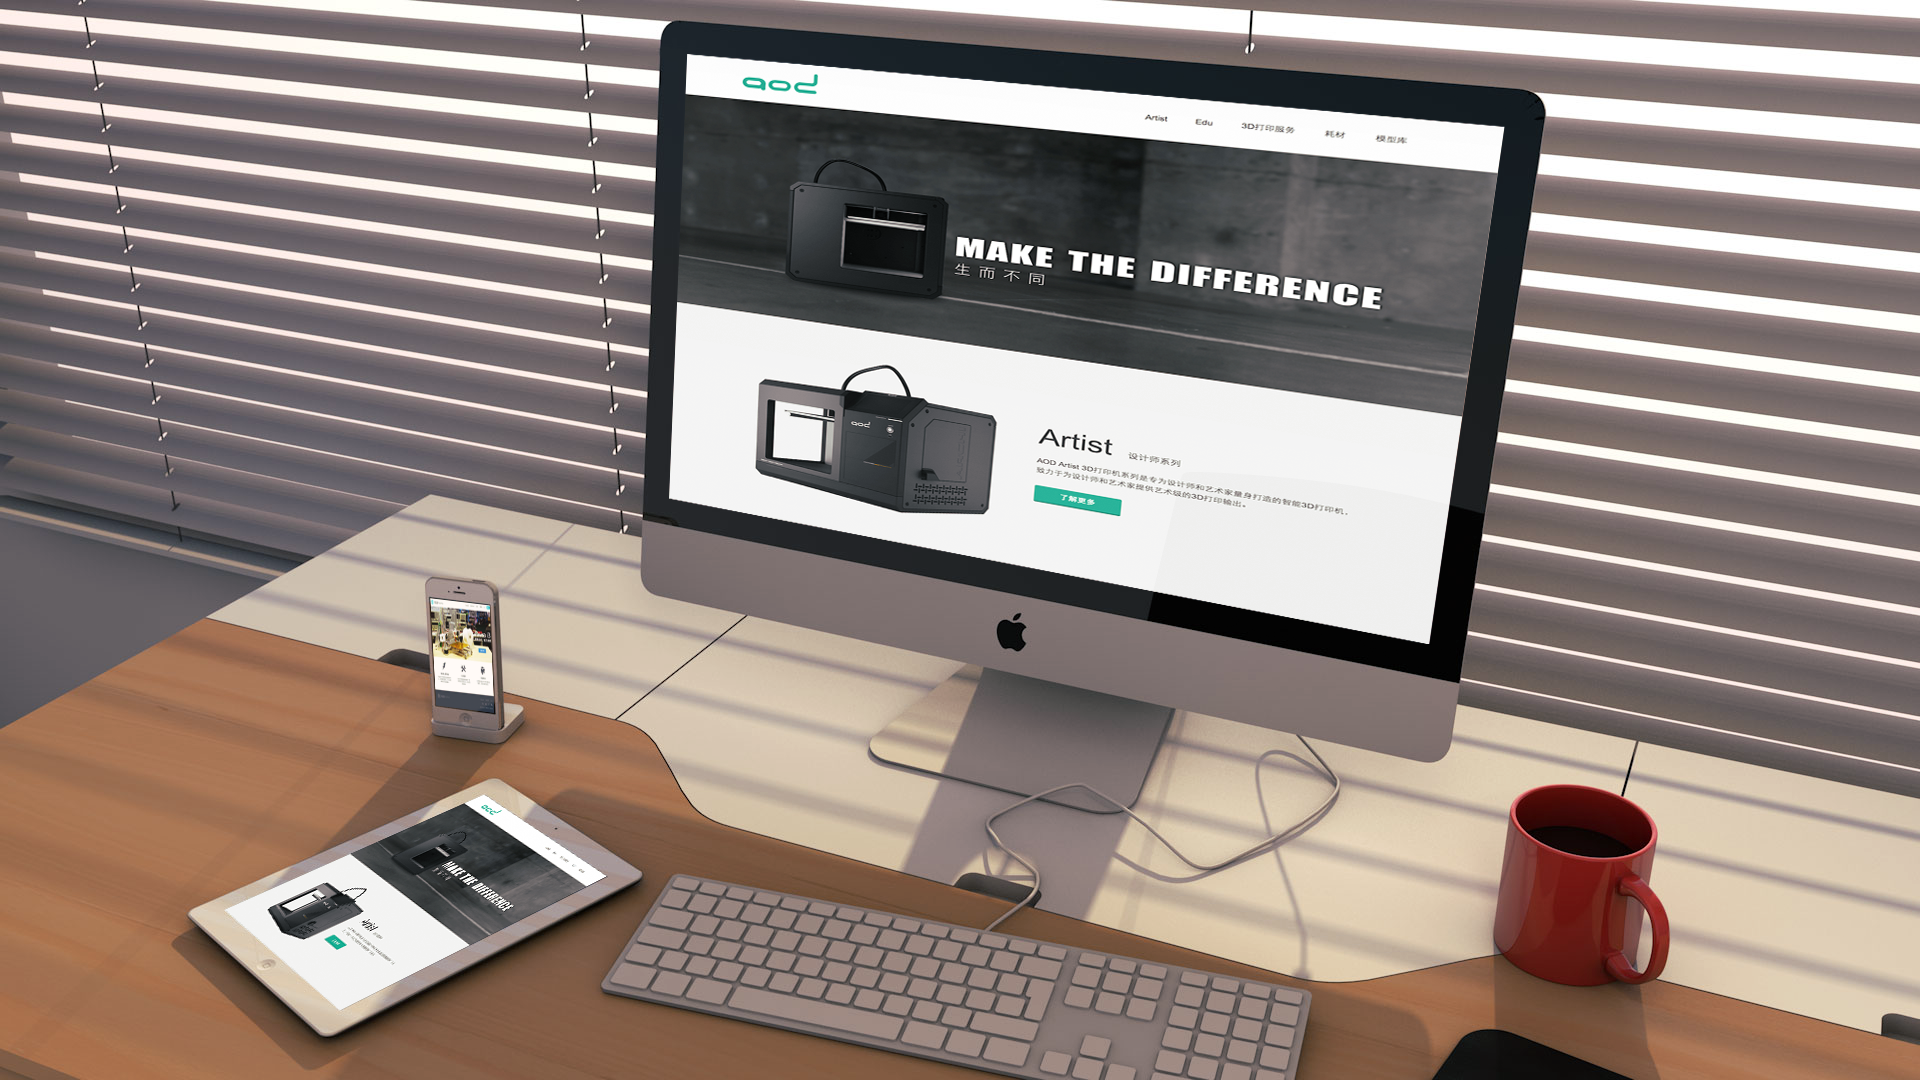 aod
Artist Edu 3D打印服务 耗材 模型库
MAKE THE DIFFERENCE
生而不同
aod
Artist 设计师系列
AOD Artist 3D打印机系列是专为设计师和艺术家量身打造的智能3D打印机,
致力于为设计师和艺术家提供艺术级的3D打印输出。
了解更多
aod
MAKE THE DIFFERENCE
Artist